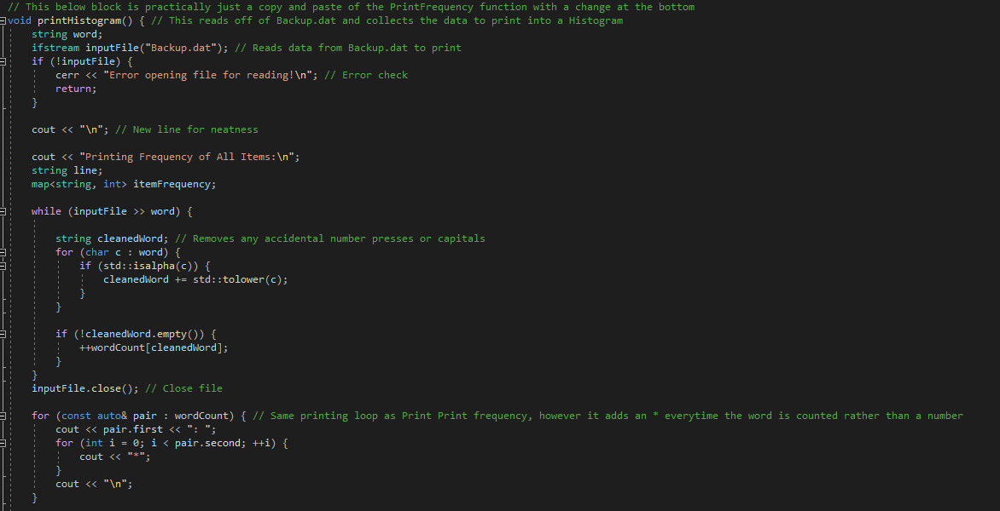 // This below block is practically just a copy and paste of the PrintFrequency function with a change at the bottom
void printHistogram() { // This reads off of Backup.dat and collects the data to print into a Histogram
    string word;
    ifstream inputFile("Backup.dat"); // Reads data from Backup.dat to print
    if (!inputFile) {
        cerr << "Error opening file for reading!\n"; // Error check
        return;
    }
    cout << "\n"; // New line for neatness
    cout << "Printing Frequency of All Items:\n";
    string line;
    map<string, int> itemFrequency;
    while (inputFile >> word) {
        string cleanedWord; // Removes any accidental number presses or capitals
        for (char c : word) {
            if (std::isalpha(c)) {
                cleanedWord += std::tolower(c);
            }
        }
        if (!cleanedWord.empty()) {
            ++wordCount[cleanedWord];
        }
    }
    inputFile.close(); // Close file
    for (const auto& pair : wordCount) { // Same printing loop as Print Print frequency, however it adds an * everytime the word is counted rather than a number
        cout << pair.first << ": ";
        for (int i = 0; i < pair.second; ++i) {
            cout << "*";
        }
        cout << "\n";
    }